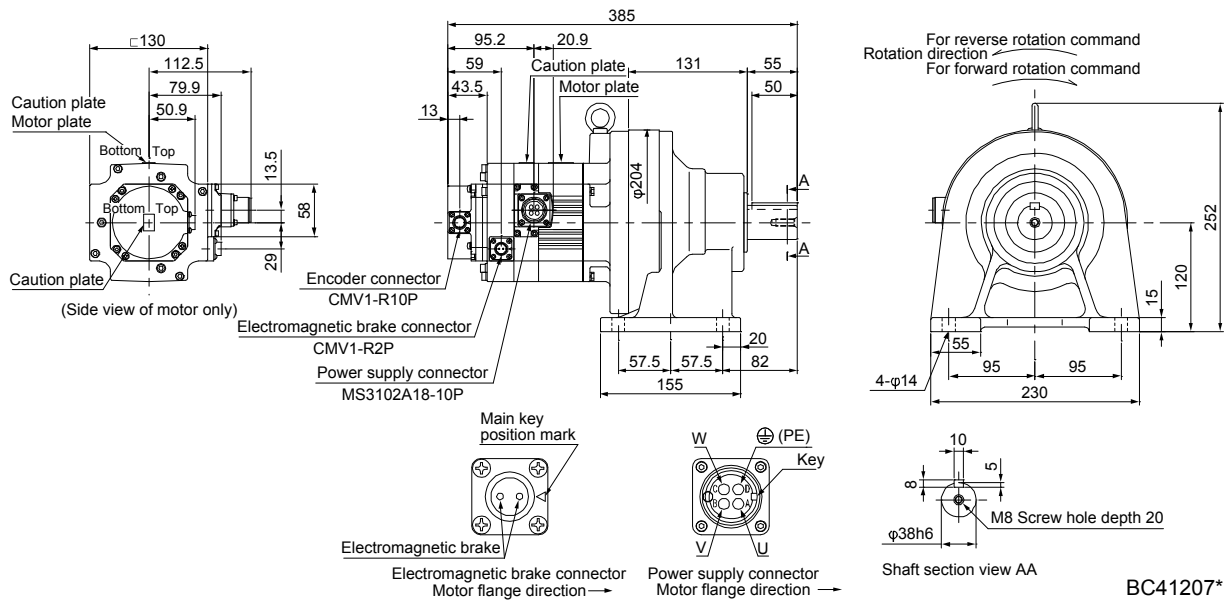 □130
112.5
79.9
50.9
Caution plate
Motor plate
Bottom Top
Bottom Top
13.5
58
29
Caution plate
(Side view of motor only)
385
95.2
20.9
59
Caution plate
131
55
43.5
Motor plate
50
13
φ204
A
A
Encoder connector
CMV1-R10P
Electromagnetic brake connector
CMV1-R2P
Power supply connector
MS3102A18-10P
20
57.5
57.5
82
155
For reverse rotation command
Rotation direction
For forward rotation command
252
120
15
55
4-φ14
95
95
230
Main key
position mark
Electromagnetic brake
Electromagnetic brake connector
Motor flange direction →
W
(PE)
Key
C
D
B
A
V
U
Power supply connector
Motor flange direction →
10
5
8
M8 Screw hole depth 20
φ38h6
Shaft section view AA
BC41207*